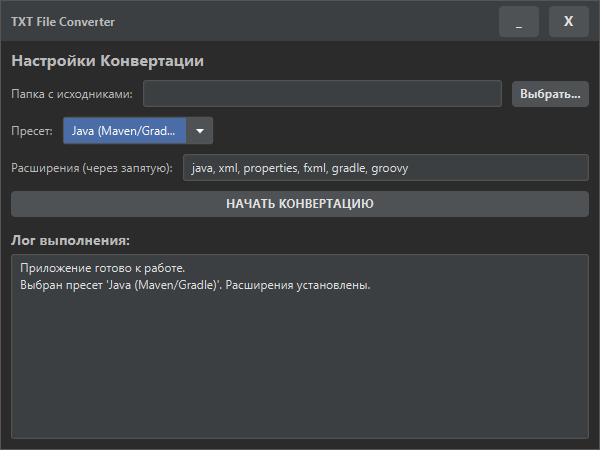 TXT File Converter _ X
Настройки Конвертации
Папка с исходниками: Выбрать...
Пресет: Java (Maven/Grad...
Расширения (через запятую): java, xml, properties, fxml, gradle, groovy
НАЧАТЬ КОНВЕРТАЦИЮ
Лог выполнения:
Приложение готово к работе.
Выбран пресет 'Java (Maven/Gradle)'. Расширения установлены.